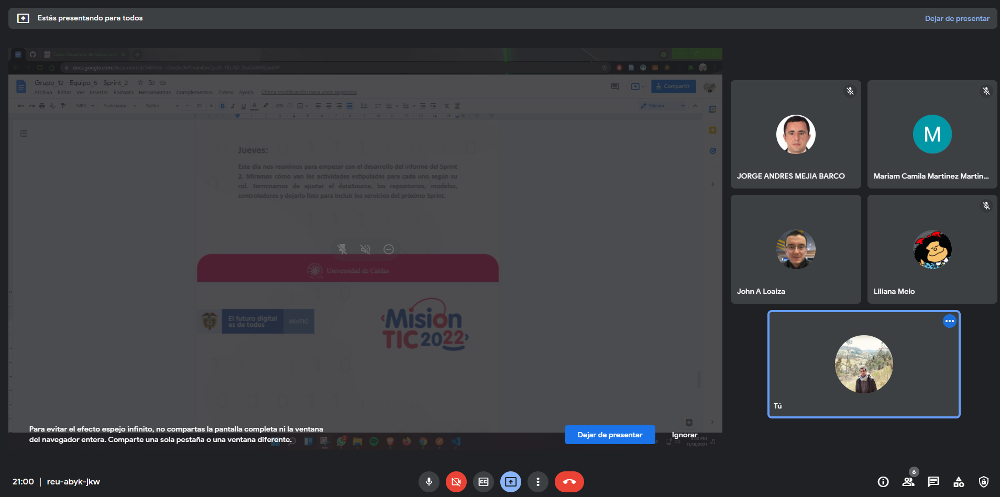 Estás presentando para todos
Dejar de presentar
Curso: Desarrollo de Aplicacione
Grupo_12 - Equipo_5 - Sprint_2
Archivo Editar Ver Insertar Formato Herramientas Complementos Zotero Ayuda Última modificación hace unos segundos
Compartir
100% Texto norm... Calibri 20 Edición
Jueves:
Este día nos reunimos para empezar con el desarrollo del informe del Sprint
2. Miramos cómo van las actividades estipuladas para cada uno según su
rol. Terminamos de ajustar el dataSource, los repositorios, modelos,
controladores y dejarlo listo para incluir los servicios del próximo Sprint.
Universidad de Caldas
El futuro digital
es de todos
MinTIC
‹Misión
TIC 2022›
Para evitar el efecto espejo infinito, no compartas la pantalla completa ni la ventana
del navegador entera. Comparte una sola pestaña o una ventana diferente.
Dejar de presentar
Ignorar
11/18/2021
JORGE ANDRES MEJIA BARCO
M
Mariam Camila Martinez Martin...
John A Loaiza
Liliana Melo
Tú
21:00 | reu-abyk-jkw
6